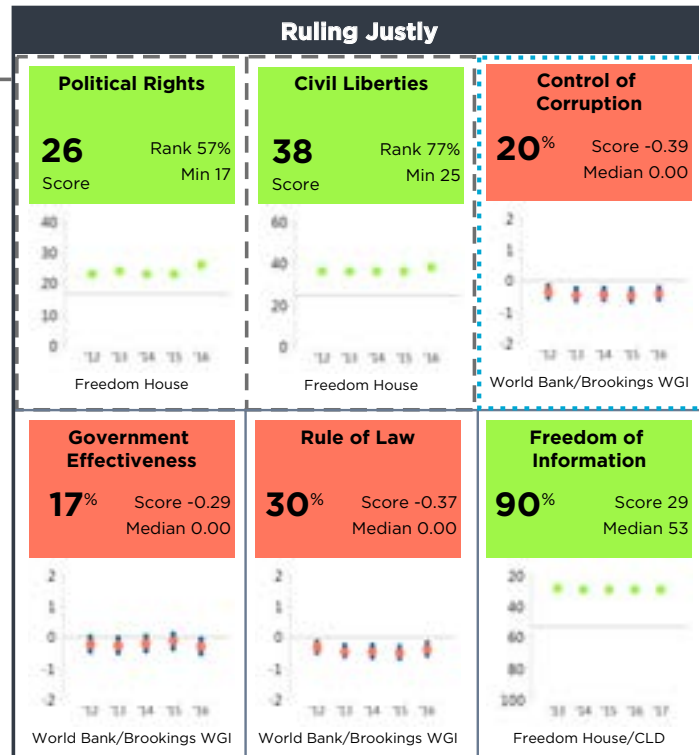 Ruling Justly
Political Rights
26
Score
Rank 57%
Min 17
40
30
20
10
0
'12 '13 '14 '15 '16
Freedom House
Civil Liberties
38
Score
Rank 77%
Min 25
60
40
20
0
'12 '13 '14 '15 '16
Freedom House
Control of
Corruption
20%
Score -0.39
Median 0.00
2
1
0
-1
-2
'12 '13 '14 '15 '16
World Bank/Brookings WGI
Government
Effectiveness
17%
Score -0.29
Median 0.00
2
1
0
-1
-2
'12 '13 '14 '15 '16
World Bank/Brookings WGI
Rule of Law
30%
Score -0.37
Median 0.00
2
1
0
-1
-2
'12 '13 '14 '15 '16
World Bank/Brookings WGI
Freedom of
Information
90%
Score 29
Median 53
20
40
60
80
100
'13 '14 '15 '16 '17
Freedom House/CLD